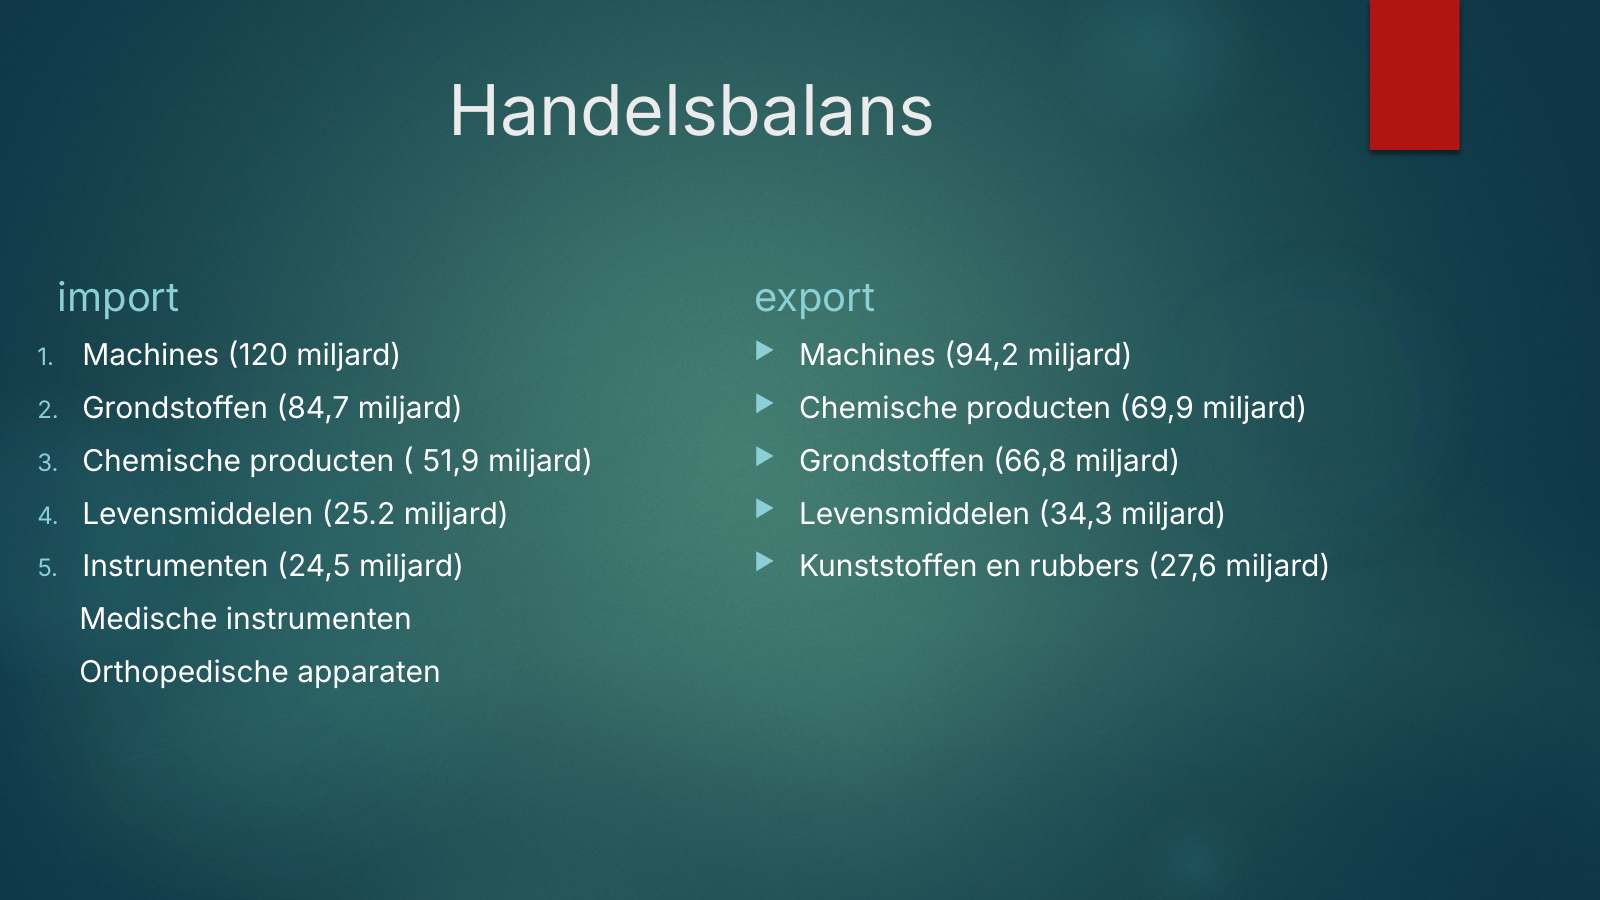 Handelsbalans
import
1. Machines (120 miljard)
2. Grondstoffen (84,7 miljard)
3. Chemische producten ( 51,9 miljard)
4. Levensmiddelen (25.2 miljard)
5. Instrumenten (24,5 miljard)
Medische instrumenten
Orthopedische apparaten
export
Machines (94,2 miljard)
Chemische producten (69,9 miljard)
Grondstoffen (66,8 miljard)
Levensmiddelen (34,3 miljard)
Kunststoffen en rubbers (27,6 miljard)